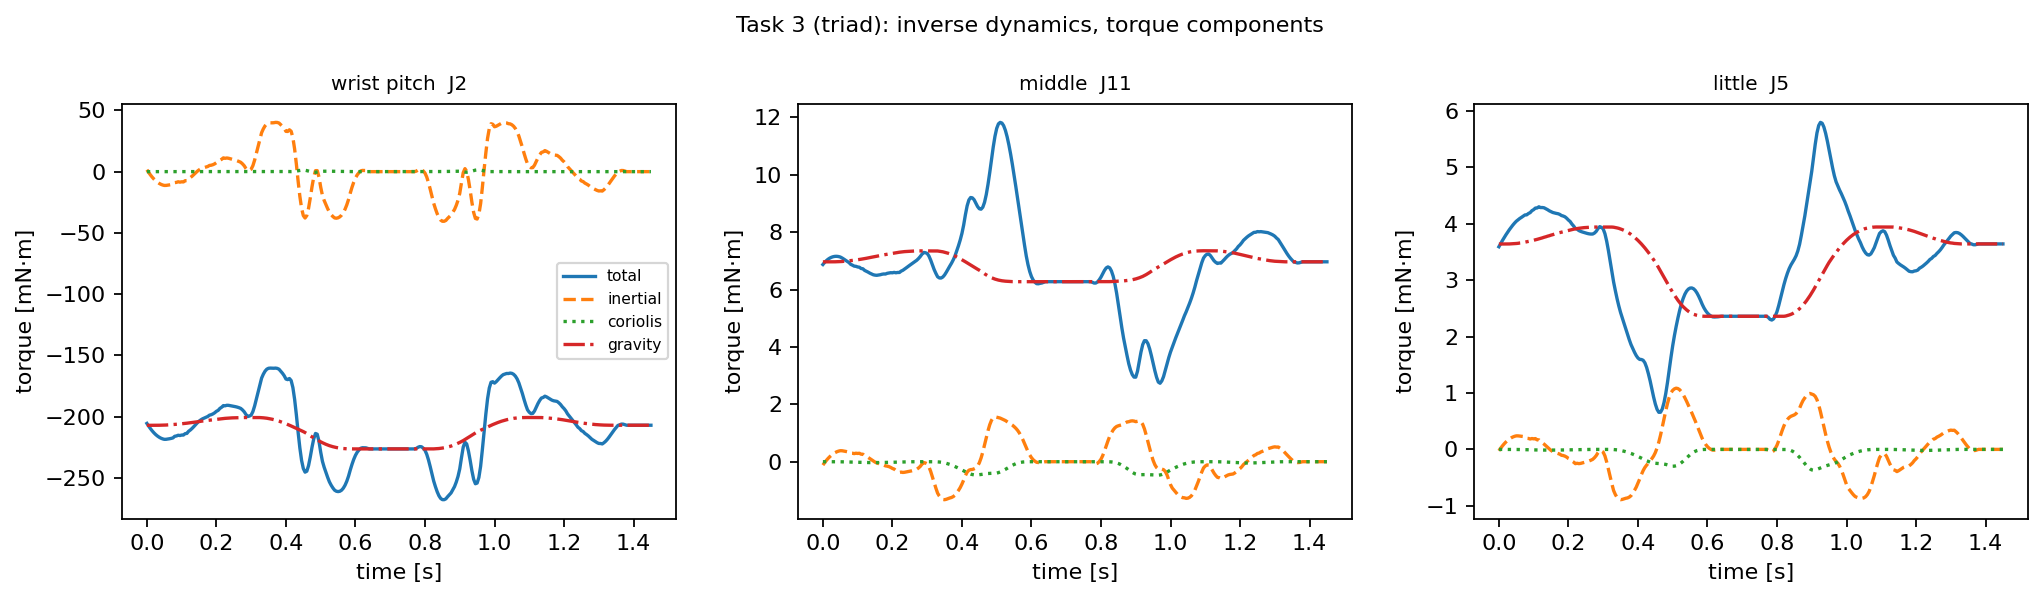 Task 3 (triad): inverse dynamics, torque components
wrist pitch  J2
torque [mN·m]
50
0
−50
−100
−150
−200
−250
total
inertial
coriolis
gravity
0.0 0.2 0.4 0.6 0.8 1.0 1.2 1.4
time [s]
middle  J11
torque [mN·m]
12
10
8
6
4
2
0
0.0 0.2 0.4 0.6 0.8 1.0 1.2 1.4
time [s]
little  J5
torque [mN·m]
6
5
4
3
2
1
0
−1
0.0 0.2 0.4 0.6 0.8 1.0 1.2 1.4
time [s]